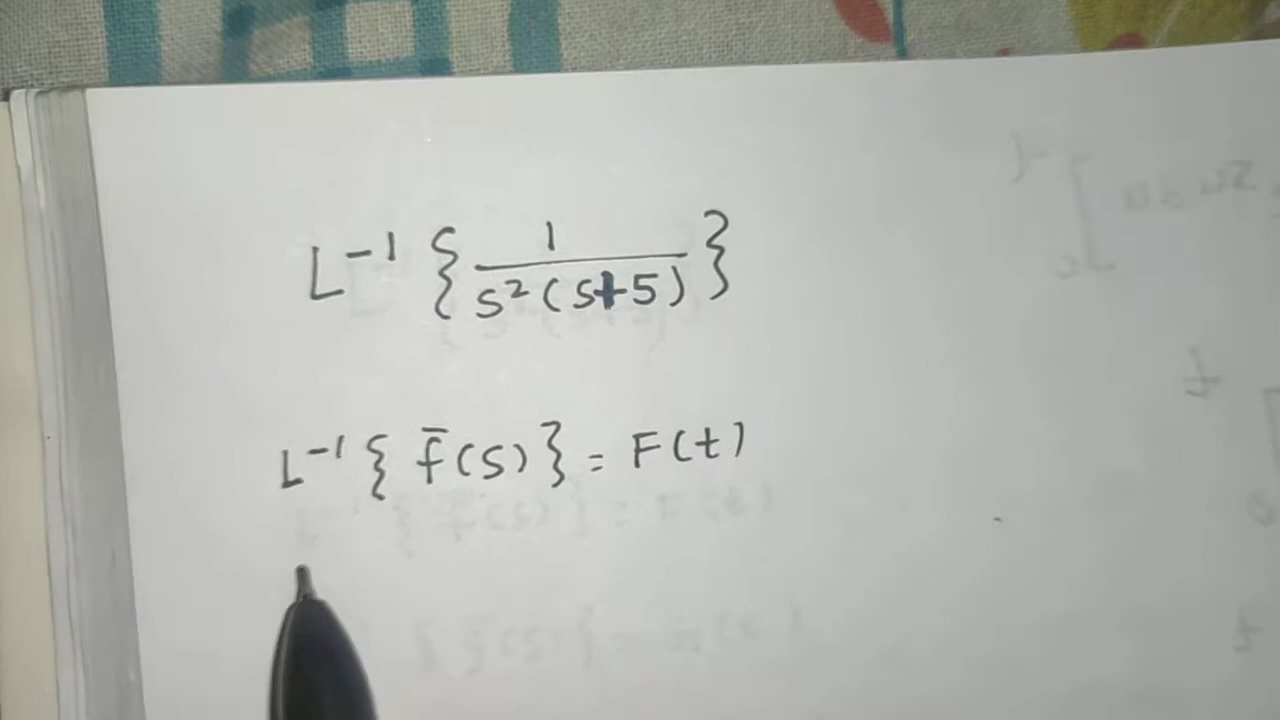 L⁻¹ { 1 / s²(s+5) }
L⁻¹ { f̄(s) } = F(t)